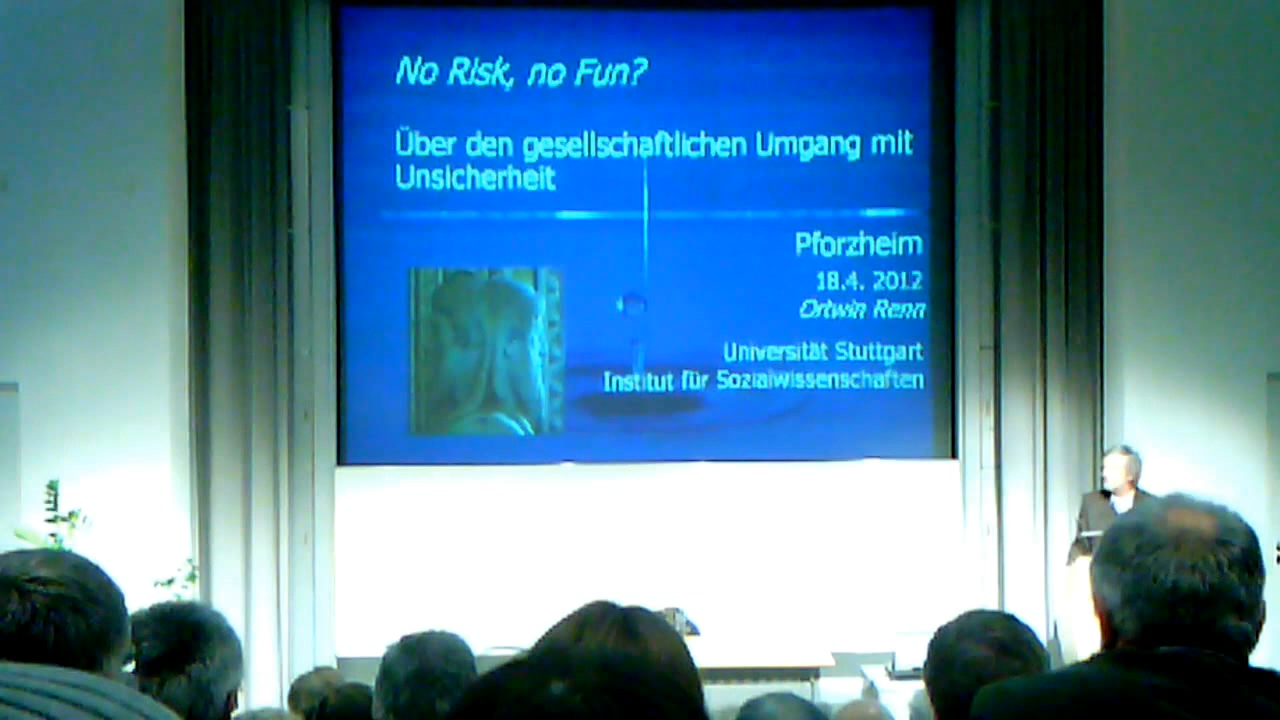 No Risk, no Fun?
Über den gesellschaftlichen Umgang mit
Unsicherheit
Pforzheim
18.4. 2012
Ortwin Renn
Universität Stuttgart
Institut für Sozialwissenschaften